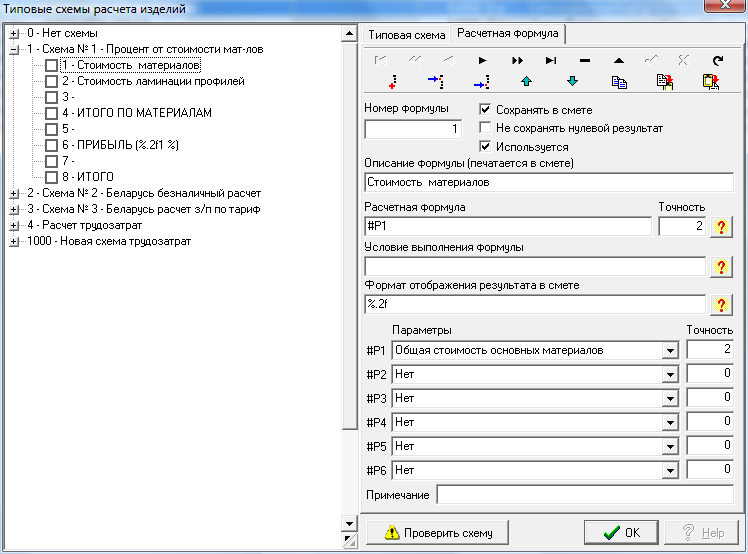 Типовые схемы расчета изделий
0 - Нет схемы
1 - Схема № 1 - Процент от стоимости мат-лов
1 - Стоимость материалов
2 - Стоимость ламинации профилей
3 -
4 - ИТОГО ПО МАТЕРИАЛАМ
5 -
6 - ПРИБЫЛЬ (%.2f1 %)
7 -
8 - ИТОГО
2 - Схема № 2 - Беларусь безналичный расчет
3 - Схема № 3 - Беларусь расчет з/п по тариф
4 - Расчет трудозатрат
1000 - Новая схема трудозатрат
Типовая схема Расчетная формула
Номер формулы
1
Сохранять в смете
Не сохранять нулевой результат
Используется
Описание формулы (печатается в смете)
Стоимость материалов
Расчетная формула Точность
#P1 2 ?
Условие выполнения формулы
?
Формат отображения результата в смете
%.2f ?
Параметры Точность
#P1 Общая стоимость основных материалов 2
#P2 Нет 0
#P3 Нет 0
#P4 Нет 0
#P5 Нет 0
#P6 Нет 0
Примечание
Проверить схему OK ? Help